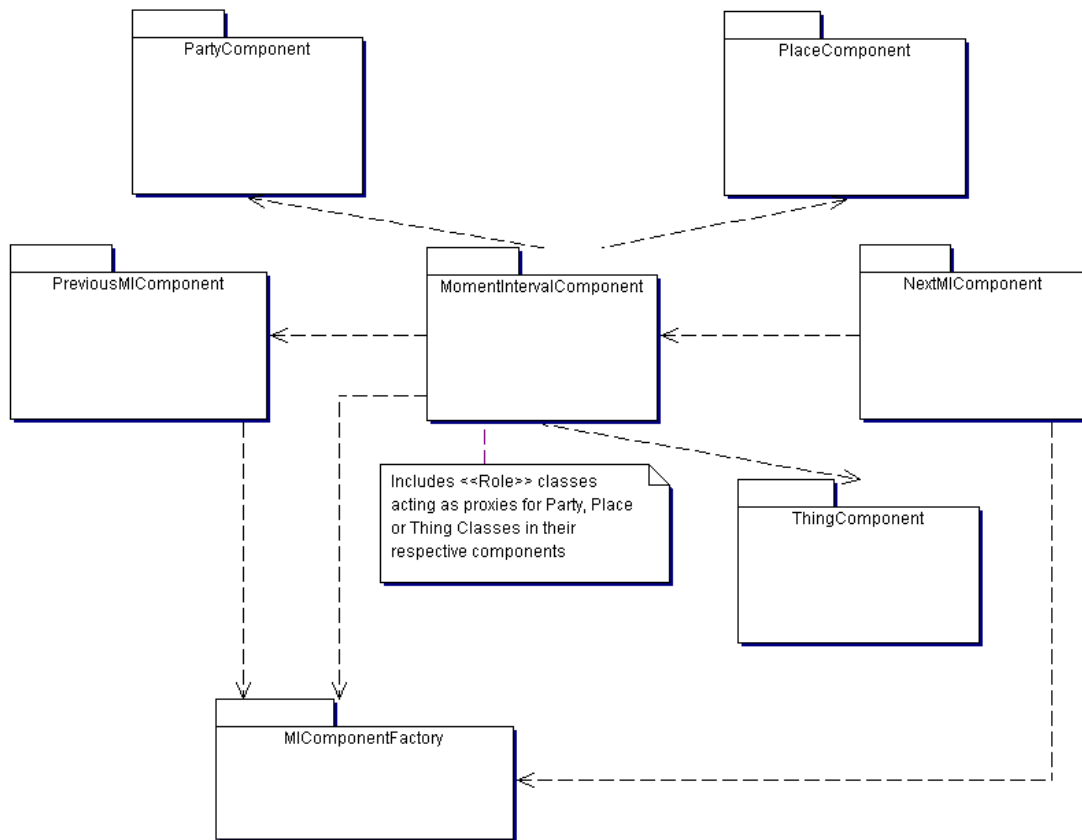 PartyComponent
PlaceComponent
PreviousMIComponent
MomentIntervalComponent
NextMIComponent
Includes <<Role>> classes
acting as proxies for Party, Place
or Thing Classes in their
respective components
ThingComponent
MIComponentFactory